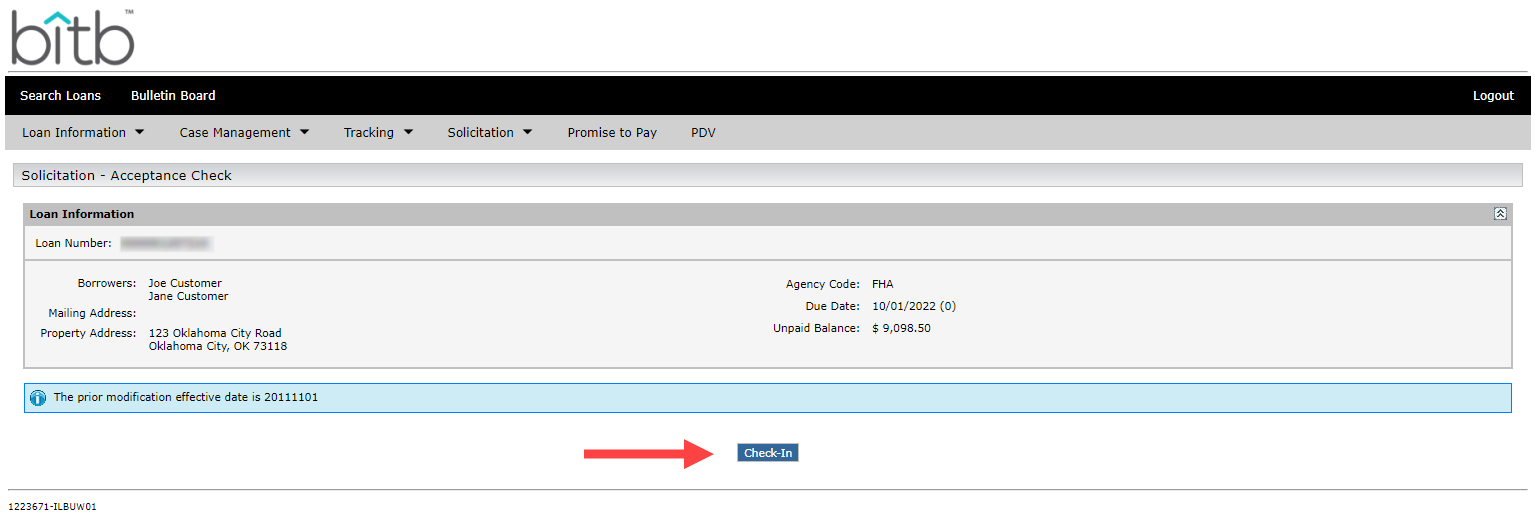 bîtb™
Search Loans Bulletin Board Logout
Loan Information Case Management Tracking Solicitation Promise to Pay PDV
Solicitation - Acceptance Check
Loan Information
Loan Number:
Borrowers: Joe Customer Agency Code: FHA
Jane Customer
Due Date: 10/01/2022 (0)
Mailing Address:
Unpaid Balance: $ 9,098.50
Property Address: 123 Oklahoma City Road
Oklahoma City, OK 73118
The prior modification effective date is 20111101
Check-In
1223671-ILBUW01